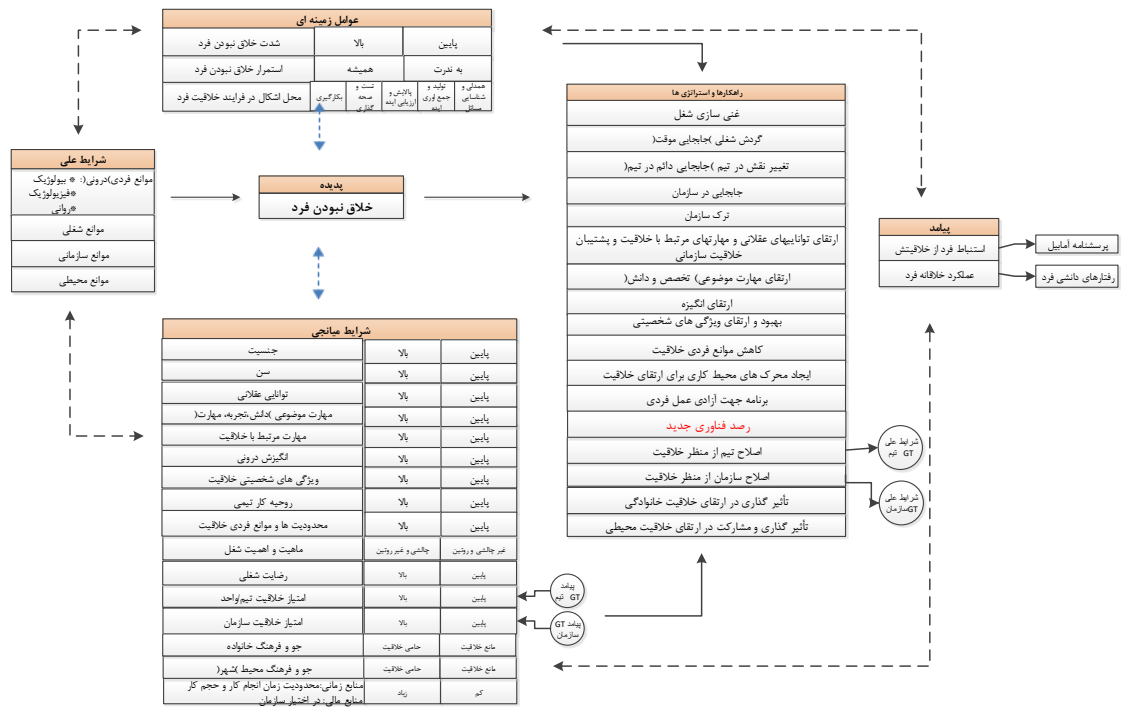 عوامل زمینه ای
شدت خلاق نبودن فرد
بالا
پایین
استمرار خلاق نبودن فرد
همیشه
به ندرت
محل اشکال در فرایند خلاقیت فرد
بکارگیری
تست و
صحه
گذاری
پالایش و
ارزیابی ایده
تولید و
جمع آوری
ایده
همدلی و
شناسایی
مسائل
شرایط علی
موانع فردی)درونی(: * بیولوژیک
*فیزیولوژیک
*روانی
موانع شغلی
موانع سازمانی
موانع محیطی
پدیده
خلاق نبودن فرد
راهکارها و استراتژی ها
غنی سازی شغل
گردش شغلی )جابجایی موقت(
تغییر نقش در تیم )جابجایی دائم در تیم(
جابجایی در سازمان
ترک سازمان
ارتقای تواناییهای عقلانی و مهارتهای مرتبط با خلاقیت و پشتیبان
خلاقیت سازمانی
ارتقای مهارت موضوعی) تخصص و دانش(
ارتقای انگیزه
بهبود و ارتقای ویژگی های شخصیتی
کاهش موانع فردی خلاقیت
ایجاد محرک های محیط کاری برای ارتقای خلاقیت
برنامه جهت آزادی عمل فردی
رصد فناوری جدید
اصلاح تیم از منظر خلاقیت
اصلاح سازمان از منظر خلاقیت
تأثیر گذاری در ارتقای خلاقیت خانوادگی
تأثیر گذاری و مشارکت در ارتقای خلاقیت محیطی
شرایط علی
GT تیم
شرایط علی
GTسازمان
پیامد
استنباط فرد از خلاقیتش
عملکرد خلاقانه فرد
پرسشنامه آمابیل
رفتارهای دانشی فرد
شرایط میانجی
جنسیت
بالا
پایین
سن
بالا
پایین
توانایی عقلانی
بالا
پایین
مهارت موضوعی )دانش،تجربه، مهارت(
بالا
پایین
مهارت مرتبط با خلاقیت
بالا
پایین
انگیزش درونی
بالا
پایین
ویژگی های شخصیتی خلاقیت
بالا
پایین
روحیه کار تیمی
بالا
پایین
محدودیت ها و موانع فردی خلاقیت
بالا
پایین
ماهیت و اهمیت شغل
چالشی و غیر روتین
غیر چالشی و روتین
رضایت شغلی
بالا
پایین
امتیاز خلاقیت تیم/واحد
بالا
پایین
امتیاز خلاقیت سازمان
بالا
پایین
جو و فرهنگ خانواده
حامی خلاقیت
مانع خلاقیت
جو و فرهنگ محیط )شهر(
حامی خلاقیت
مانع خلاقیت
منابع زمانی:محدودیت زمان انجام کار و حجم کار
منابع مالی: در اختیار سازمان
زیاد
کم
پیامد
GT تیم
پیامد GT
سازمان